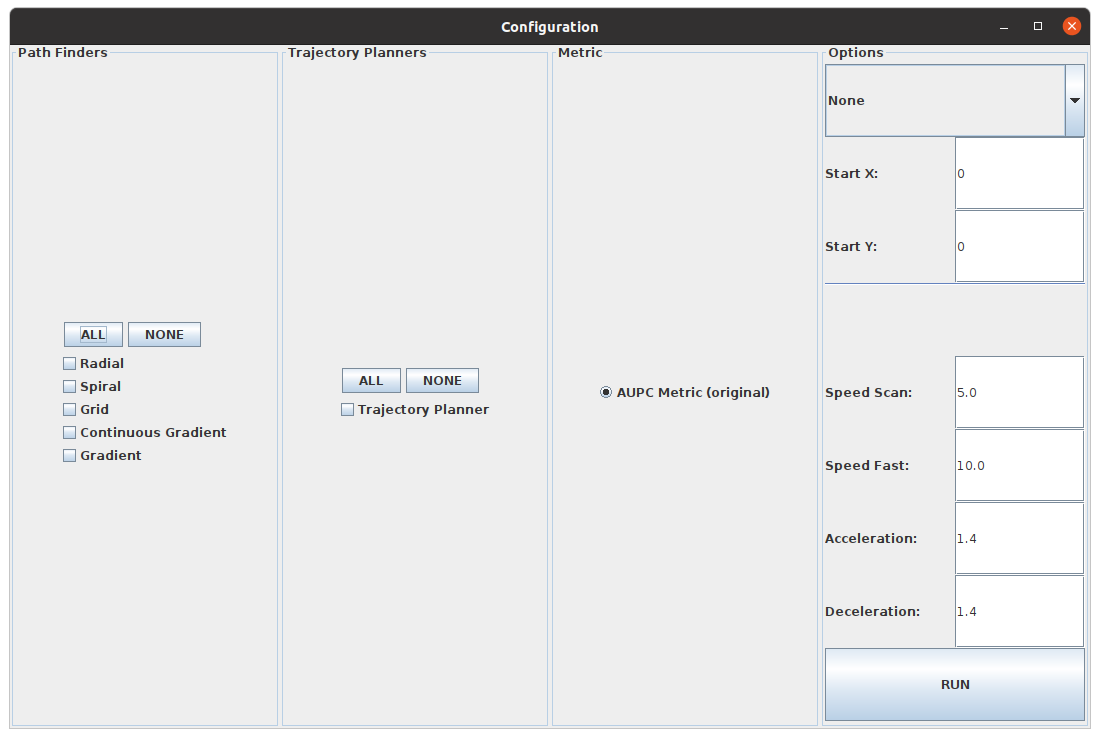 Configuration
Path Finders
ALL NONE
Radial
Spiral
Grid
Continuous Gradient
Gradient
Trajectory Planners
ALL NONE
Trajectory Planner
Metric
AUPC Metric (original)
Options
None
Start X: 0
Start Y: 0
Speed Scan: 5.0
Speed Fast: 10.0
Acceleration: 1.4
Deceleration: 1.4
RUN